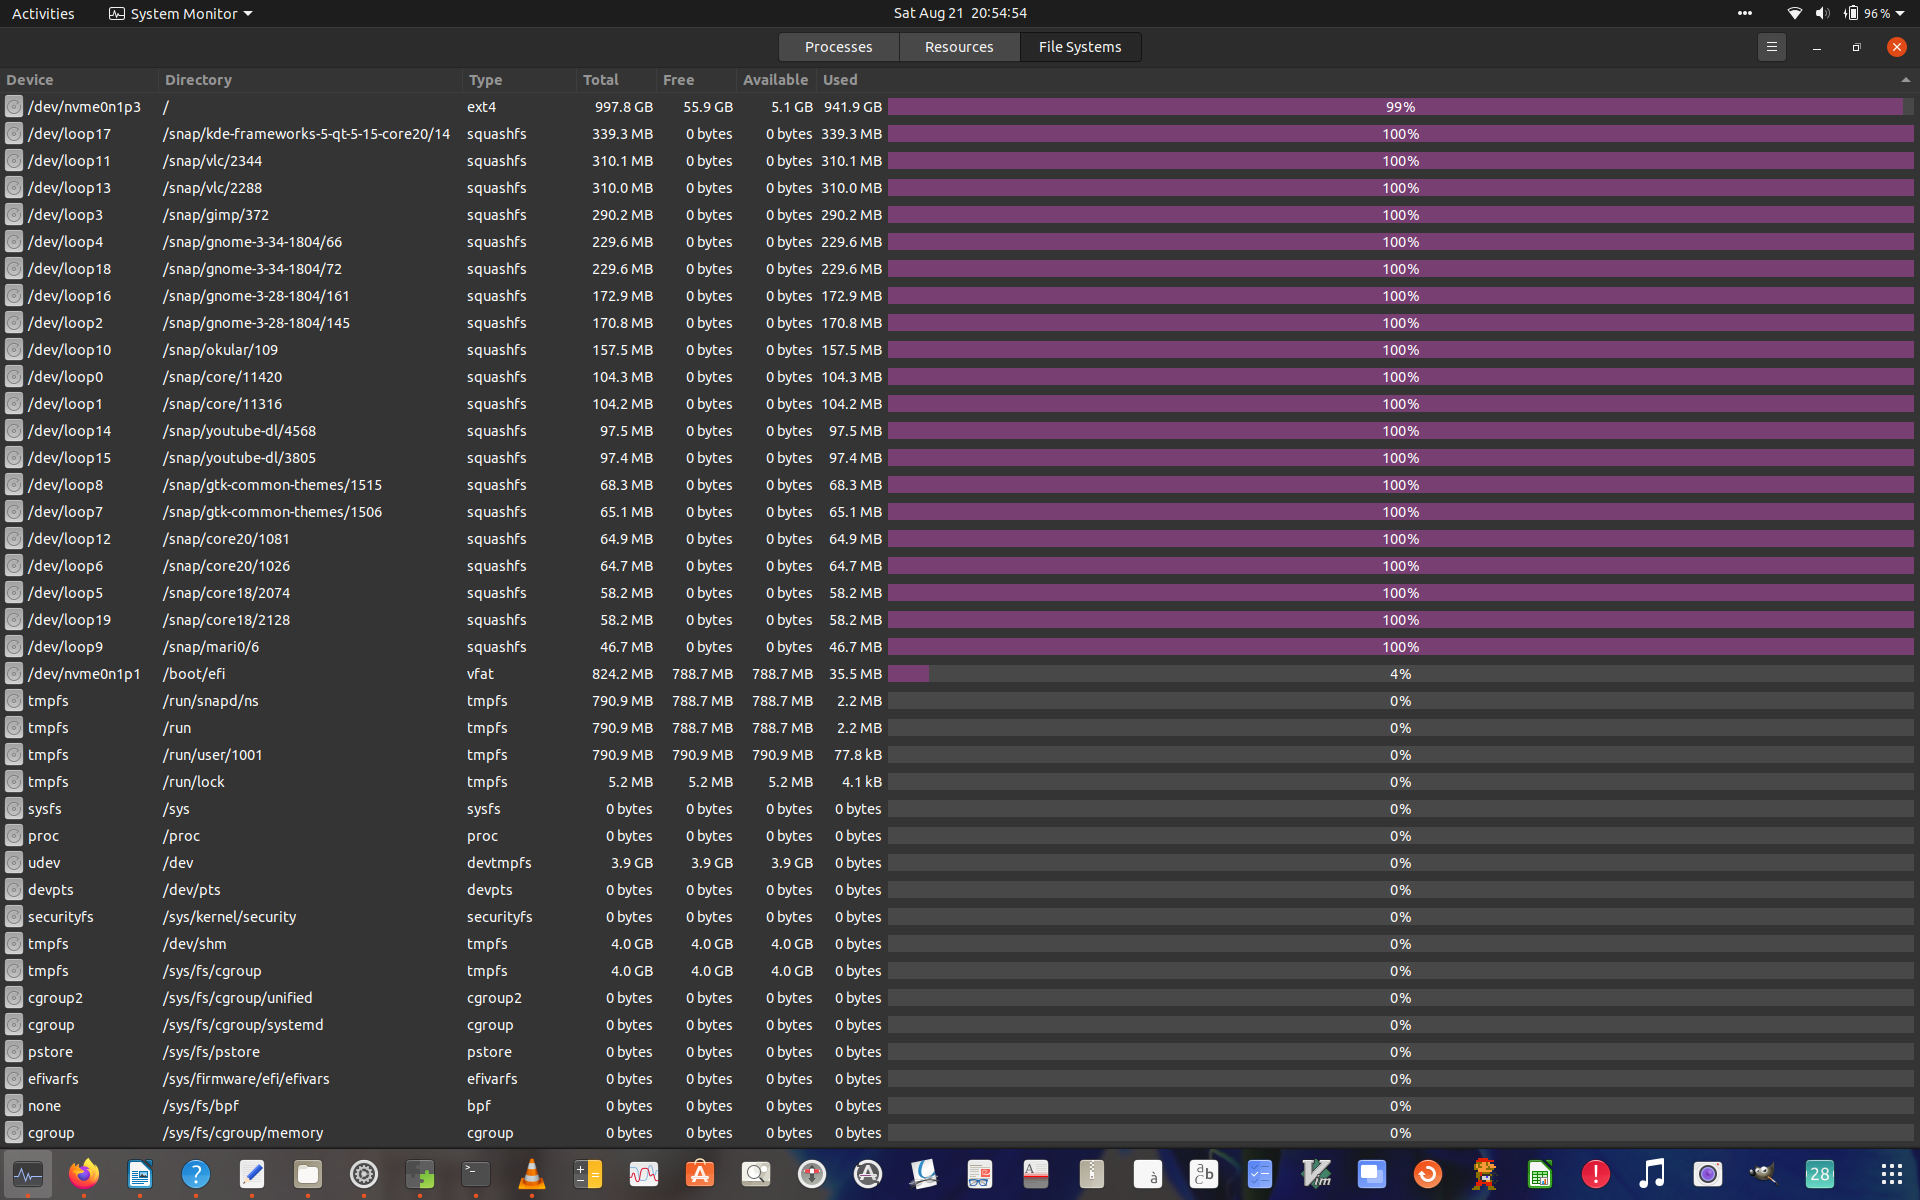 Activities System Monitor Sat Aug 21 20:54:54 96%
Processes Resources File Systems
Device Directory Type Total Free Available Used
/dev/nvme0n1p3 / ext4 997.8 GB 55.9 GB 5.1 GB 941.9 GB 99%
/dev/loop17 /snap/kde-frameworks-5-qt-5-15-core20/14 squashfs 339.3 MB 0 bytes 0 bytes 339.3 MB 100%
/dev/loop11 /snap/vlc/2344 squashfs 310.1 MB 0 bytes 0 bytes 310.1 MB 100%
/dev/loop13 /snap/vlc/2288 squashfs 310.0 MB 0 bytes 0 bytes 310.0 MB 100%
/dev/loop3 /snap/gimp/372 squashfs 290.2 MB 0 bytes 0 bytes 290.2 MB 100%
/dev/loop4 /snap/gnome-3-34-1804/66 squashfs 229.6 MB 0 bytes 0 bytes 229.6 MB 100%
/dev/loop18 /snap/gnome-3-34-1804/72 squashfs 229.6 MB 0 bytes 0 bytes 229.6 MB 100%
/dev/loop16 /snap/gnome-3-28-1804/161 squashfs 172.9 MB 0 bytes 0 bytes 172.9 MB 100%
/dev/loop2 /snap/gnome-3-28-1804/145 squashfs 170.8 MB 0 bytes 0 bytes 170.8 MB 100%
/dev/loop10 /snap/okular/109 squashfs 157.5 MB 0 bytes 0 bytes 157.5 MB 100%
/dev/loop0 /snap/core/11420 squashfs 104.3 MB 0 bytes 0 bytes 104.3 MB 100%
/dev/loop1 /snap/core/11316 squashfs 104.2 MB 0 bytes 0 bytes 104.2 MB 100%
/dev/loop14 /snap/youtube-dl/4568 squashfs 97.5 MB 0 bytes 0 bytes 97.5 MB 100%
/dev/loop15 /snap/youtube-dl/3805 squashfs 97.4 MB 0 bytes 0 bytes 97.4 MB 100%
/dev/loop8 /snap/gtk-common-themes/1515 squashfs 68.3 MB 0 bytes 0 bytes 68.3 MB 100%
/dev/loop7 /snap/gtk-common-themes/1506 squashfs 65.1 MB 0 bytes 0 bytes 65.1 MB 100%
/dev/loop12 /snap/core20/1081 squashfs 64.9 MB 0 bytes 0 bytes 64.9 MB 100%
/dev/loop6 /snap/core20/1026 squashfs 64.7 MB 0 bytes 0 bytes 64.7 MB 100%
/dev/loop5 /snap/core18/2074 squashfs 58.2 MB 0 bytes 0 bytes 58.2 MB 100%
/dev/loop19 /snap/core18/2128 squashfs 58.2 MB 0 bytes 0 bytes 58.2 MB 100%
/dev/loop9 /snap/mari0/6 squashfs 46.7 MB 0 bytes 0 bytes 46.7 MB 100%
/dev/nvme0n1p1 /boot/efi vfat 824.2 MB 788.7 MB 788.7 MB 35.5 MB 4%
tmpfs /run/snapd/ns tmpfs 790.9 MB 788.7 MB 788.7 MB 2.2 MB 0%
tmpfs /run tmpfs 790.9 MB 788.7 MB 788.7 MB 2.2 MB 0%
tmpfs /run/user/1001 tmpfs 790.9 MB 790.9 MB 790.9 MB 77.8 kB 0%
tmpfs /run/lock tmpfs 5.2 MB 5.2 MB 5.2 MB 4.1 kB 0%
sysfs /sys sysfs 0 bytes 0 bytes 0 bytes 0 bytes 0%
proc /proc proc 0 bytes 0 bytes 0 bytes 0 bytes 0%
udev /dev devtmpfs 3.9 GB 3.9 GB 3.9 GB 0 bytes 0%
devpts /dev/pts devpts 0 bytes 0 bytes 0 bytes 0 bytes 0%
securityfs /sys/kernel/security securityfs 0 bytes 0 bytes 0 bytes 0 bytes 0%
tmpfs /dev/shm tmpfs 4.0 GB 4.0 GB 4.0 GB 0 bytes 0%
tmpfs /sys/fs/cgroup tmpfs 4.0 GB 4.0 GB 4.0 GB 0 bytes 0%
cgroup2 /sys/fs/cgroup/unified cgroup2 0 bytes 0 bytes 0 bytes 0 bytes 0%
cgroup /sys/fs/cgroup/systemd cgroup 0 bytes 0 bytes 0 bytes 0 bytes 0%
pstore /sys/fs/pstore pstore 0 bytes 0 bytes 0 bytes 0 bytes 0%
efivarfs /sys/firmware/efi/efivars efivarfs 0 bytes 0 bytes 0 bytes 0 bytes 0%
none /sys/fs/bpf bpf 0 bytes 0 bytes 0 bytes 0 bytes 0%
cgroup /sys/fs/cgroup/memory cgroup 0 bytes 0 bytes 0 bytes 0 bytes 0%
? >_ A à a b c Vim ! 28